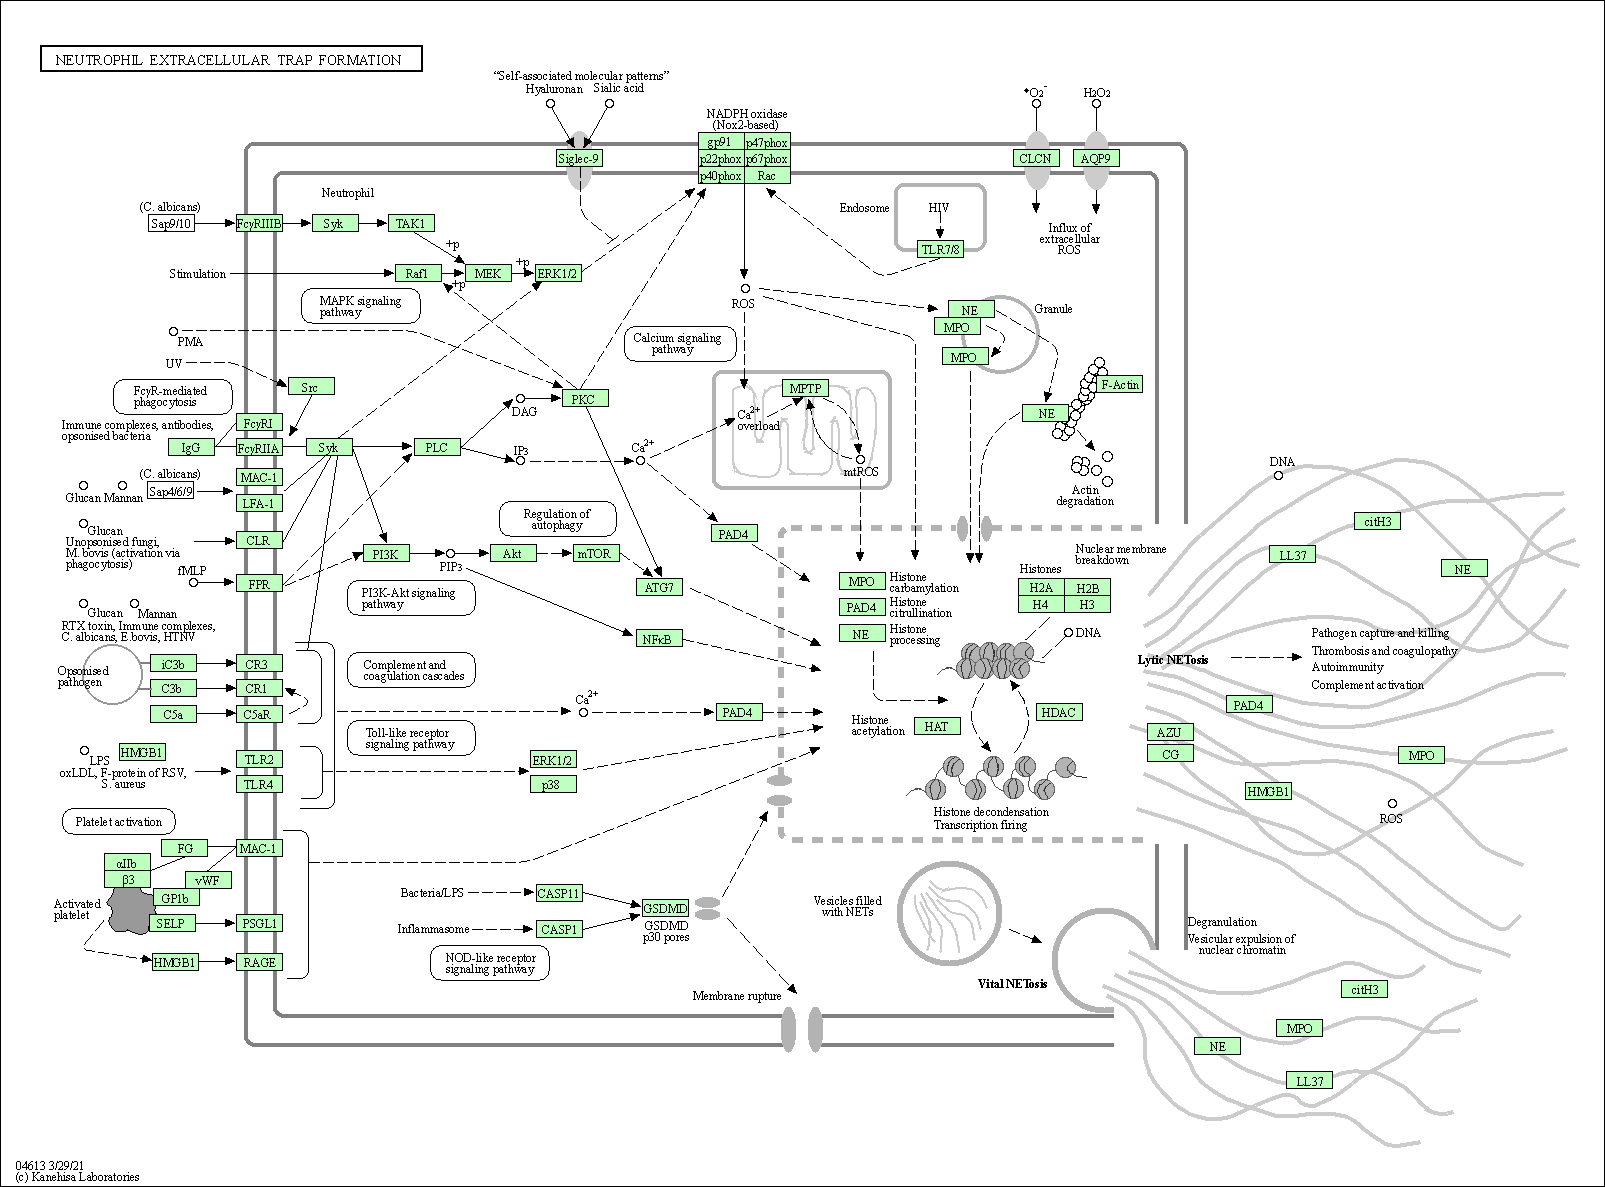 NEUTROPHIL EXTRACELLULAR TRAP FORMATION
“Self-associated molecular patterns”
Hyaluronan
Sialic acid
NADPH oxidase
(Nox2-based)
gp91
p47phox
p22phox
p67phox
p40phox
Rac
•O2-
H2O2
Siglec-9
CLCN
AQP9
Neutrophil
Endosome
HIV
TLR7/8
Influx of
extracellular
ROS
(C. albicans)
Sap9/10
FcγRIIIB
Syk
TAK1
+p
Stimulation
Raf1
MEK
+p
ERK1/2
+p
MAPK signaling
pathway
ROS
NE
MPO
MPO
Granule
PMA
UV
Calcium signaling
pathway
Src
FcγR-mediated
phagocytosis
PKC
DAG
MPTP
Ca2+
overload
mtROS
F-Actin
NE
Actin
degradation
Immune complexes, antibodies,
opsonised bacteria
FcγRI
IgG
FcγRIIA
Syk
PLC
IP3
Ca2+
(C. albicans)
Glucan
Mannan
Sap4/6/9
MAC-1
LFA-1
DNA
Glucan
Unopsonised fungi,
M. bovis (activation via
phagocytosis)
CLR
Regulation of
autophagy
PAD4
fMLP
FPR
PI3K
PIP3
Akt
mTOR
ATG7
PI3K-Akt signaling
pathway
NFκB
Nuclear membrane
breakdown
MPO
Histone
carbamylation
PAD4
Histone
citrullination
NE
Histone
processing
Histones
H2A
H2B
H4
H3
DNA
citH3
LL37
NE
Glucan
Mannan
RTX toxin, Immune complexes,
C. albicans, E.bovis, HTNV
Opsonised
pathogen
iC3b
CR3
C3b
CR1
C5a
C5aR
Complement and
coagulation cascades
Ca2+
PAD4
Toll-like receptor
signaling pathway
Histone
acetylation
HAT
HDAC
Lytic NETosis
Pathogen capture and killing
Thrombosis and coagulopathy
Autoimmunity
Complement activation
PAD4
AZU
CG
MPO
HMGB1
ROS
LPS
HMGB1
oxLDL, F-protein of RSV,
S. aureus
TLR2
TLR4
ERK1/2
p38
Histone decondensation
Transcription firing
Platelet activation
FG
MAC-1
αIIb
β3
vWF
GP1b
Activated
platelet
SELP
PSGL1
HMGB1
RAGE
Bacteria/LPS
CASP11
Inflammasome
CASP1
GSDMD
GSDMD
p30 pores
NOD-like receptor
signaling pathway
Membrane rupture
Vesicles filled
with NETs
Vital NETosis
Degranulation
Vesicular expulsion of
nuclear chromatin
citH3
MPO
NE
LL37
04613 3/29/21
(c) Kanehisa Laboratories